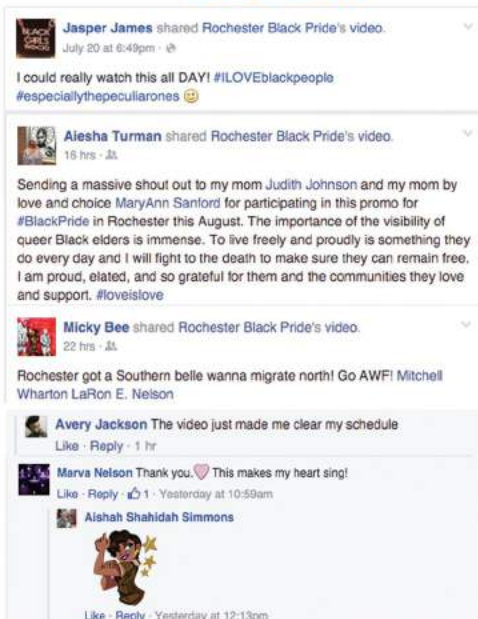 BLACK
GIRLS
Jasper James shared Rochester Black Pride's video.
July 20 at 6:49pm ·
I could really watch this all DAY! #ILOVEblackpeople
#especiallythepeculiarones
Aiesha Turman shared Rochester Black Pride's video.
16 hrs ·
Sending a massive shout out to my mom Judith Johnson and my mom by
love and choice MaryAnn Sanford for participating in this promo for
#BlackPride in Rochester this August. The importance of the visibility of
queer Black elders is immense. To live freely and proudly is something they
do every day and I will fight to the death to make sure they can remain free.
I am proud, elated, and so grateful for them and the communities they love
and support. #loveislove
Micky Bee shared Rochester Black Pride's video.
22 hrs ·
Rochester got a Southern belle wanna migrate north! Go AWF! Mitchell
Wharton LaRon E. Nelson
Avery Jackson The video just made me clear my schedule
Like · Reply · 1 hr
Marva Nelson Thank you. This makes my heart sing!
Like · Reply · 1 · Yesterday at 10:59am
Aishah Shahidah Simmons
Like · Reply · Yesterday at 12:13pm